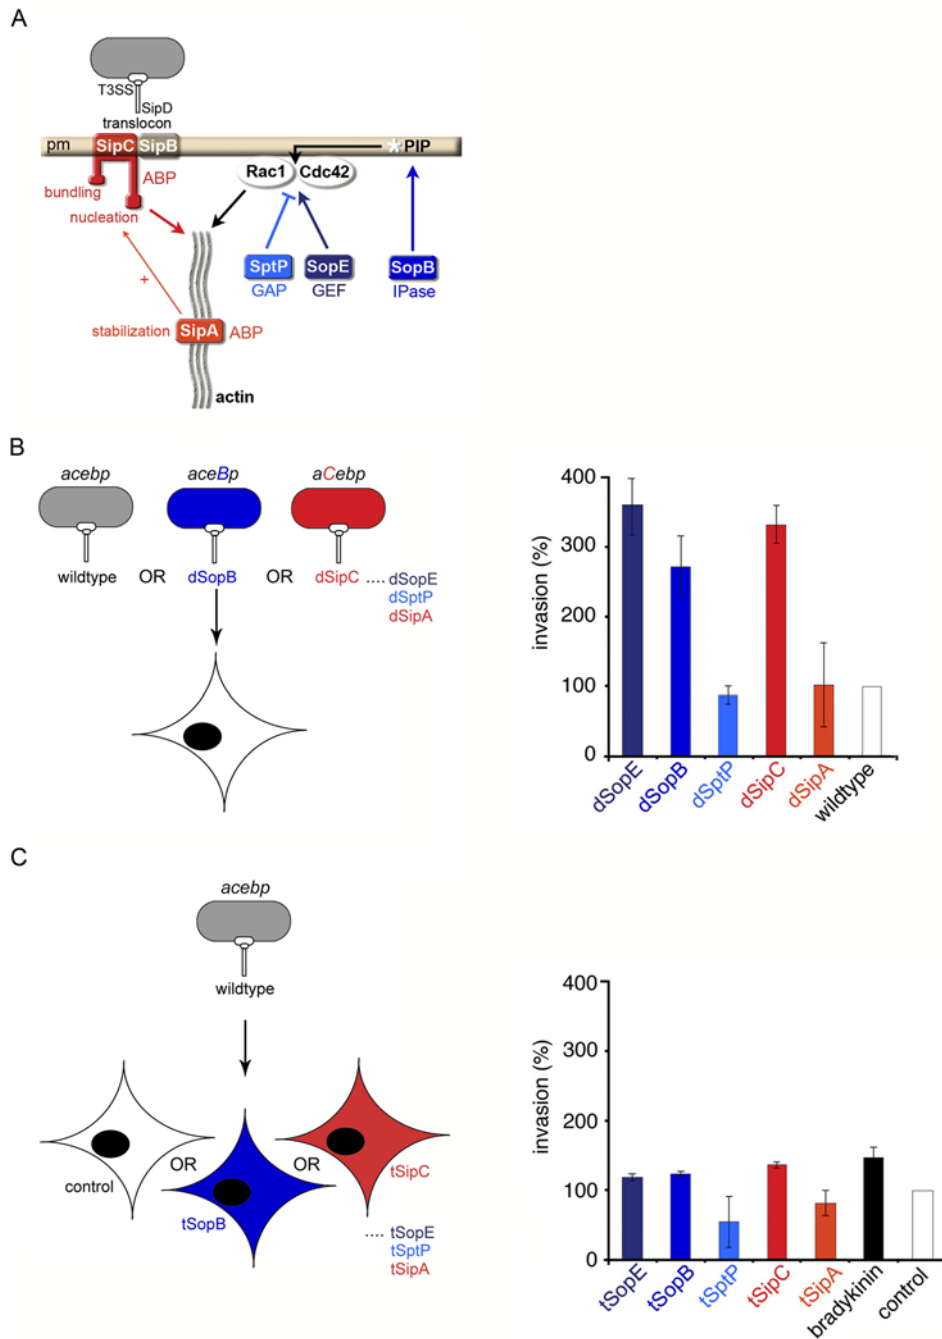 A
T3SS
SipD
translocon
pm SipC SipB PIP
Rac1 Cdc42
ABP
bundling
nucleation
SptP SopE SopB
GAP GEF IPase
+
stabilization SipA ABP
actin
B
acebp aceBp aCebp
wildtype OR dSopB OR dSipC .... dSopE
dSptP
dSipA
invasion (%)
400
300
200
100
0
dSopE dSopB dSptP dSipC dSipA wildtype
C
acebp
wildtype
control OR tSopB OR tSipC
.... tSopE
tSptP
tSipA
invasion (%)
400
300
200
100
0
tSopE tSopB tSptP tSipC tSipA bradykinin control